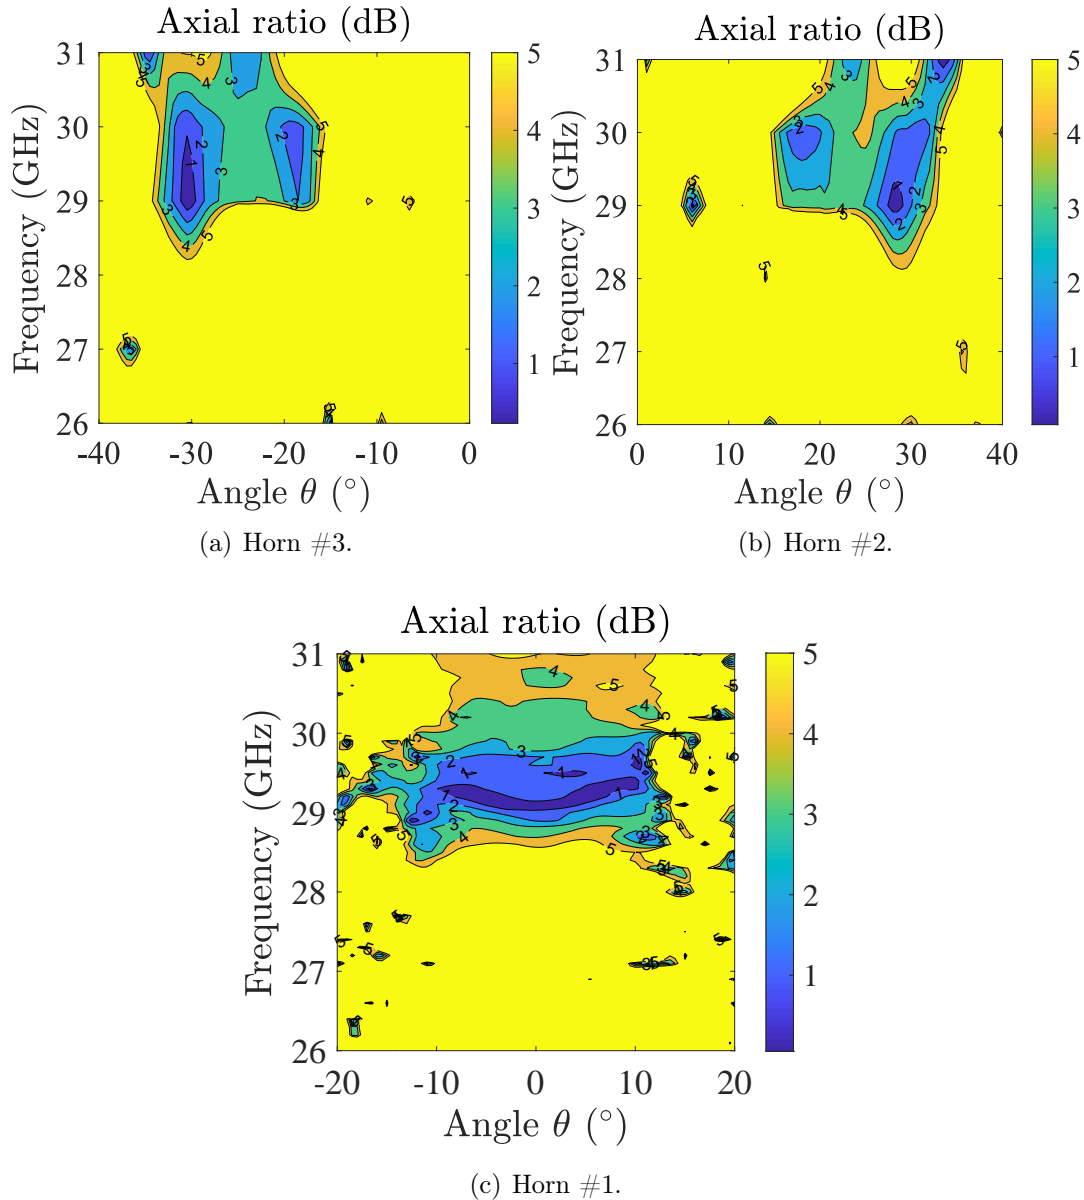 Axial ratio (dB)
Axial ratio (dB)
31
30
29
28
27
26
-40 -30 -20 -10 0
Frequency (GHz)
Angle θ (°)
5
4
3
2
1
31
30
29
28
27
26
0 10 20 30 40
Frequency (GHz)
Angle θ (°)
5
4
3
2
1
(a) Horn #3.
(b) Horn #2.
Axial ratio (dB)
31
30
29
28
27
26
-20 -10 0 10 20
Frequency (GHz)
Angle θ (°)
5
4
3
2
1
(c) Horn #1.